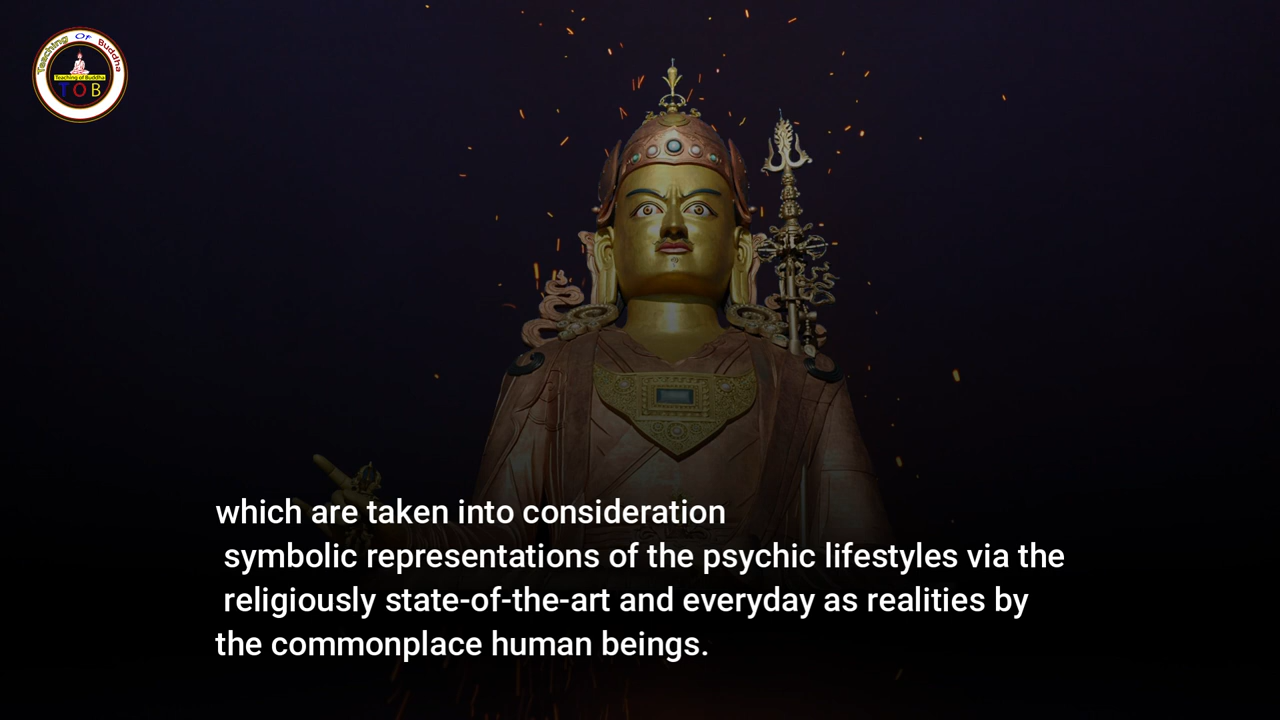 Teaching Of Buddha
Teaching of Buddha
T O B
which are taken into consideration
symbolic representations of the psychic lifestyles via the
religiously state-of-the-art and everyday as realities by
the commonplace human beings.